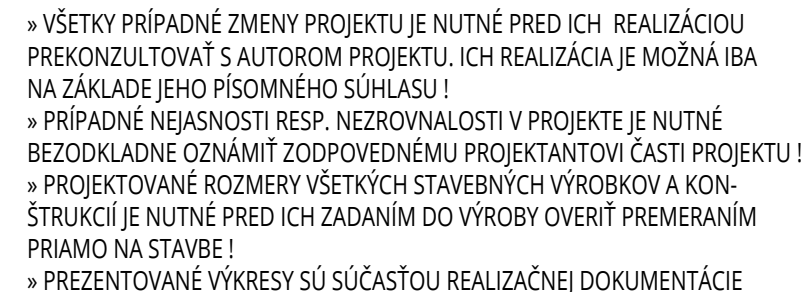 » VŠETKY PRÍPADNÉ ZMENY PROJEKTU JE NUTNÉ PRED ICH REALIZÁCIOU
PREKONZULTOVAŤ S AUTOROM PROJEKTU. ICH REALIZÁCIA JE MOŽNÁ IBA
NA ZÁKLADE JEHO PÍSOMNÉHO SÚHLASU !
» PRÍPADNÉ NEJASNOSTI RESP. NEZROVNALOSTI V PROJEKTE JE NUTNÉ
BEZODKLADNE OZNÁMIŤ ZODPOVEDNÉMU PROJEKTANTOVI ČASTI PROJEKTU !
» PROJEKTOVANÉ ROZMERY VŠETKÝCH STAVEBNÝCH VÝROBKOV A KON-
ŠTRUKCIÍ JE NUTNÉ PRED ICH ZADANÍM DO VÝROBY OVERIŤ PREMERANÍM
PRIAMO NA STAVBE !
» PREZENTOVANÉ VÝKRESY SÚ SÚČASŤOU REALIZAČNEJ DOKUMENTÁCIE